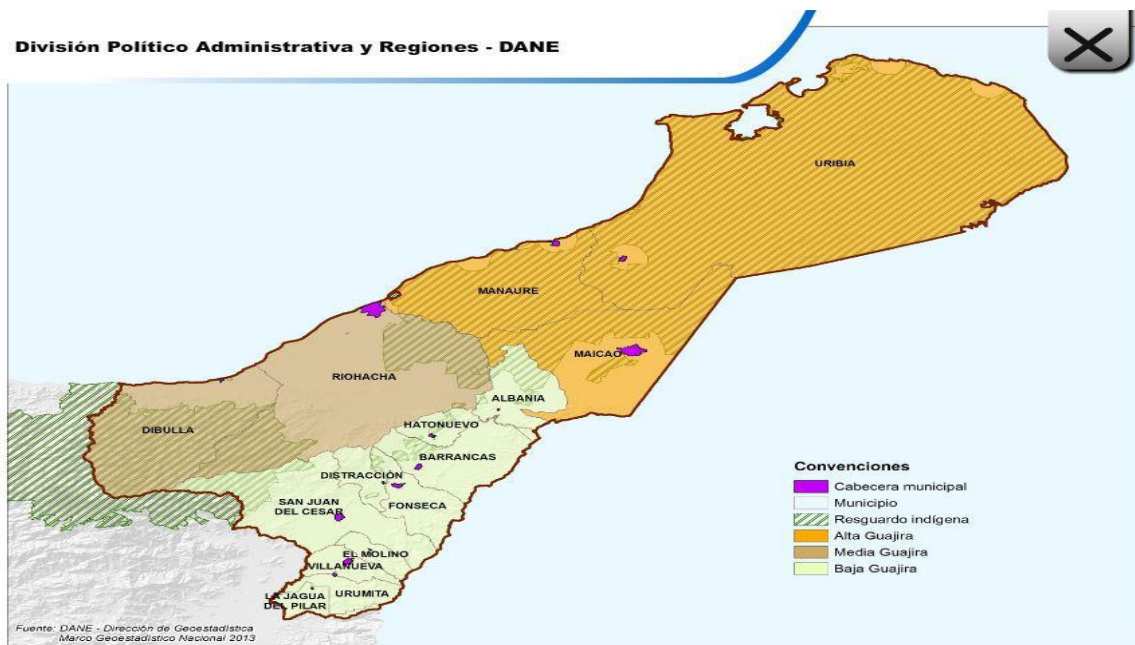 División Político Administrativa y Regiones - DANE
URIBIA
MANAURE
MAICAO
RIOHACHA
ALBANIA
HATONUEVO
DIBULLA
BARRANCAS
DISTRACCIÓN
SAN JUAN
DEL CESAR
FONSECA
EL MOLINO
VILLANUEVA
LA JAGUA
DEL PILAR
URUMITA
Convenciones
Cabecera municipal
Municipio
Resguardo indígena
Alta Guajira
Media Guajira
Baja Guajira
Fuente: DANE - Dirección de Geoestadística
Marco Geoestadístico Nacional 2013